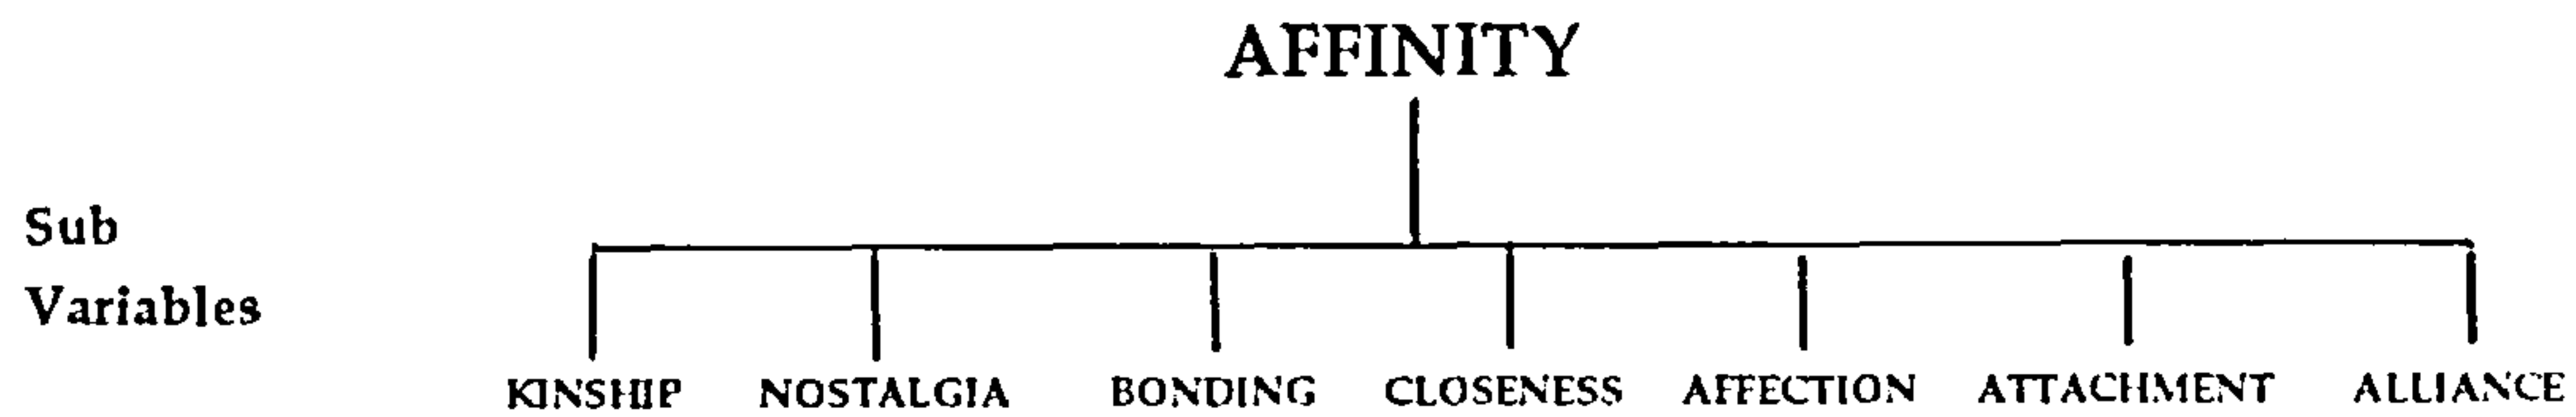 AFFINITY
Sub
Variables
KINSHIP NOSTALGIA BONDING CLOSENESS AFFECTION ATTACHMENT ALLIANCE